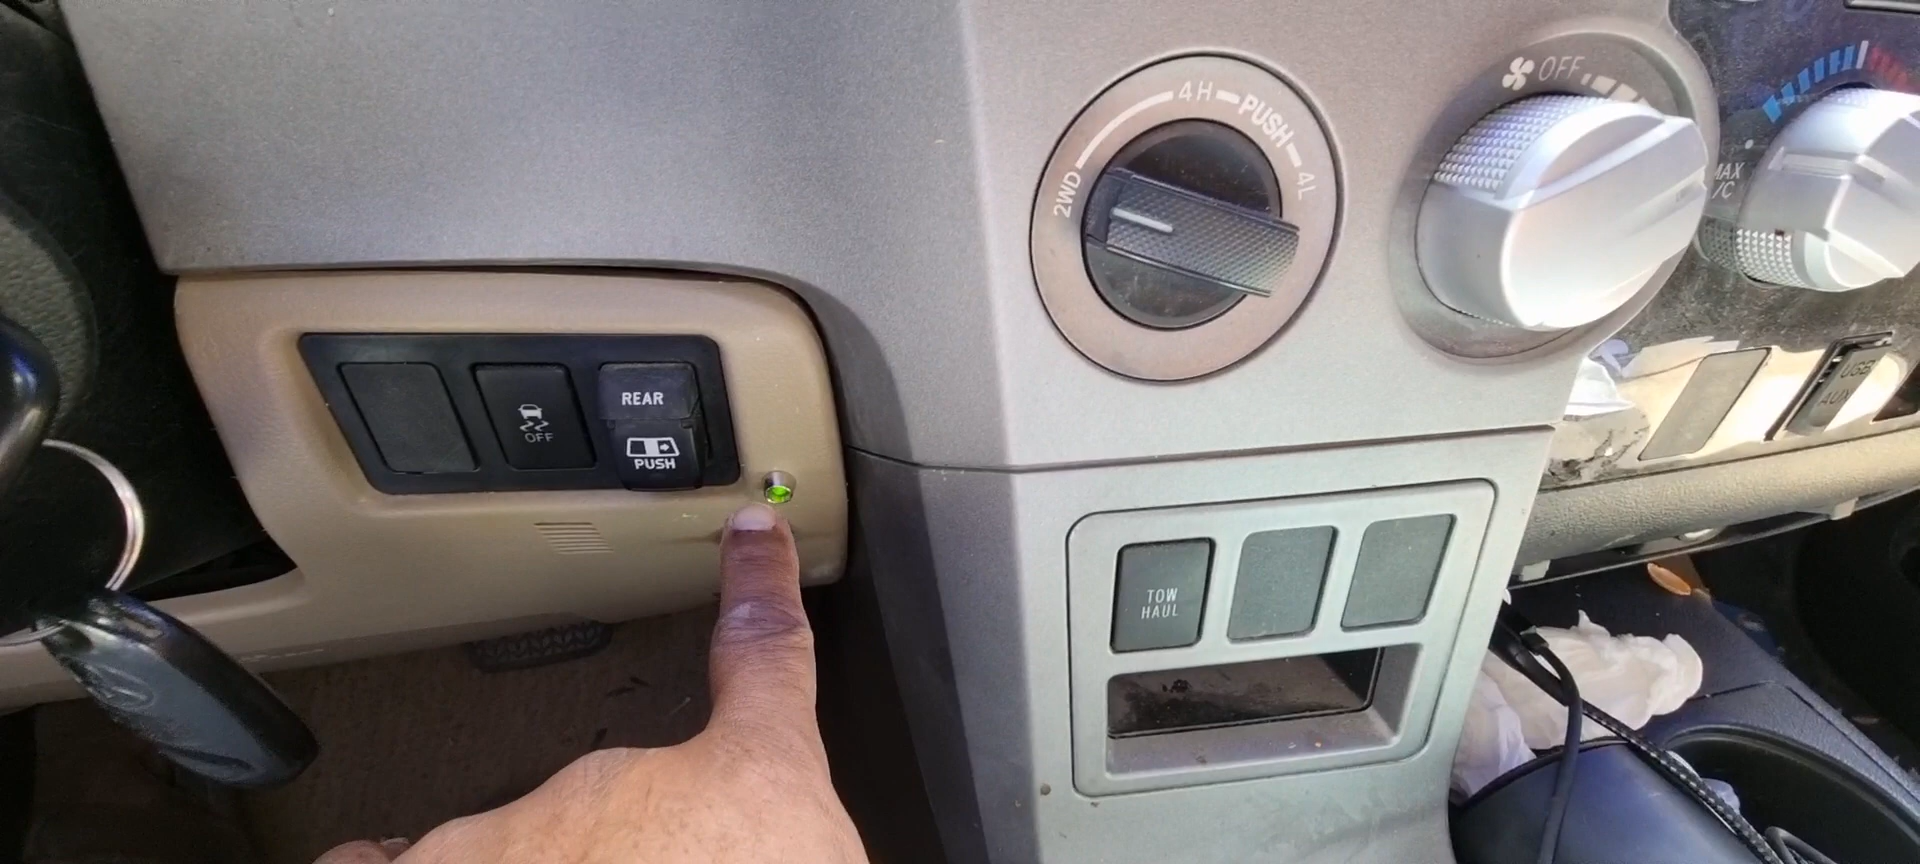 OFF
REAR
PUSH
2WD
4H
PUSH
4L
OFF
MAX
TOW
HAUL
USB
AUX